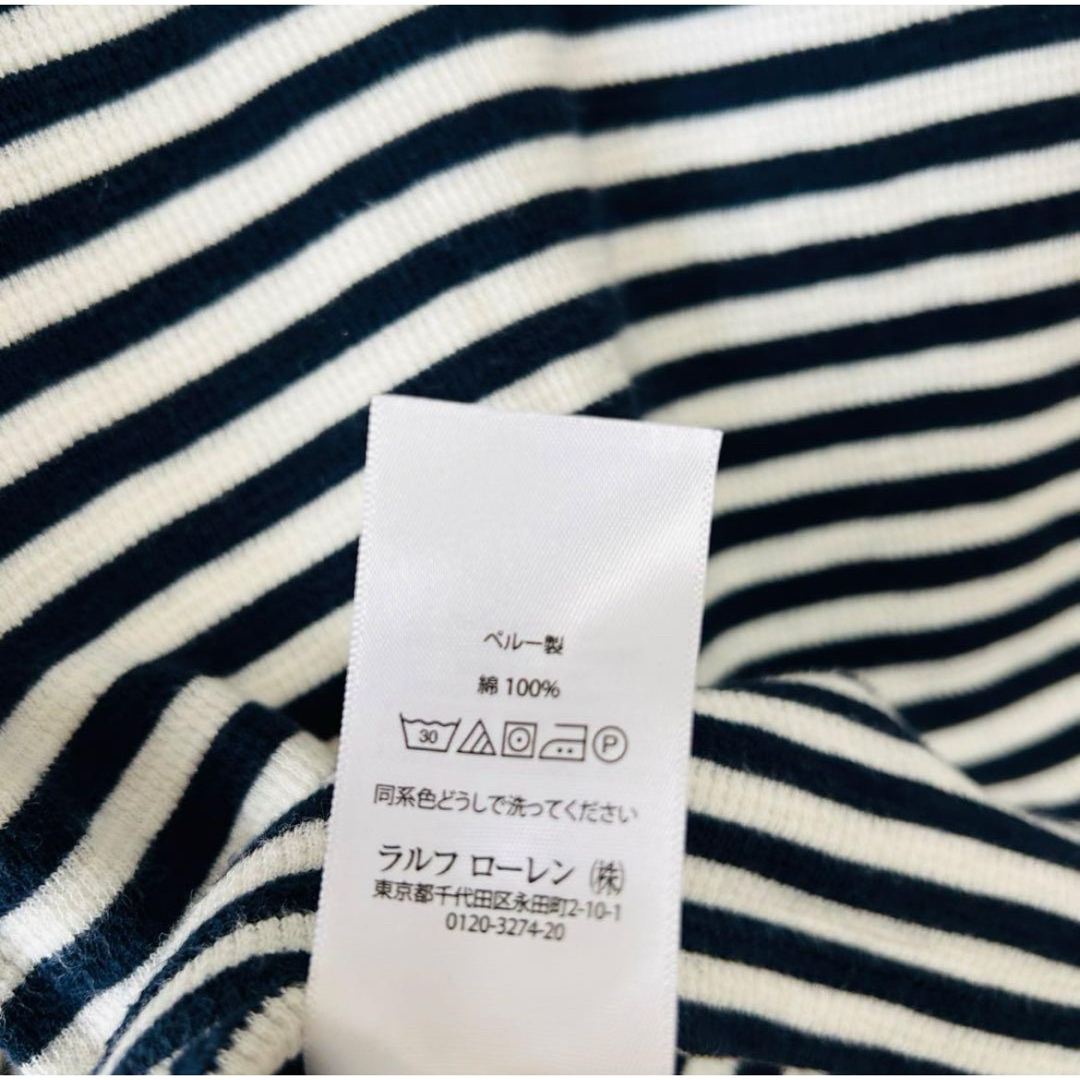 ペルー製
綿 100%
30 P
同系色どうしで洗ってください
ラルフ ローレン ㈱
東京都千代田区永田町2-10-1
0120-3274-20